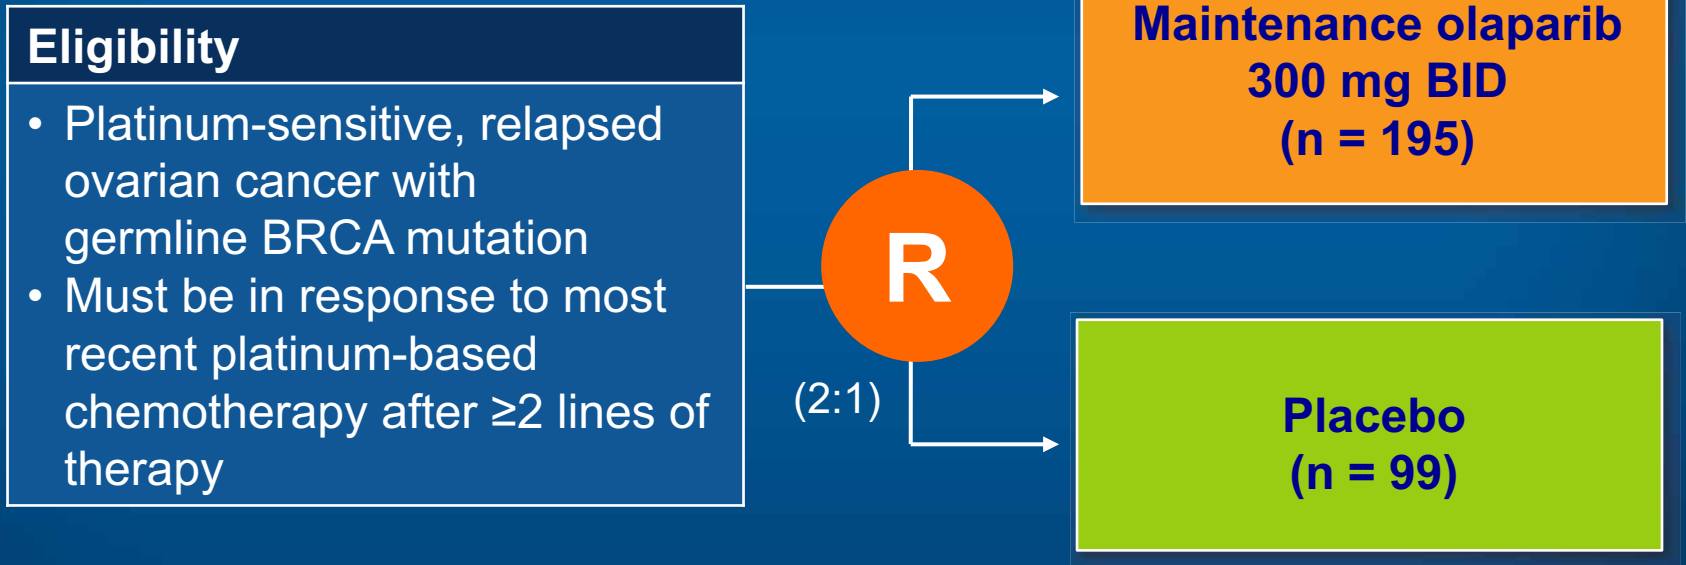 Eligibility
• Platinum-sensitive, relapsed
ovarian cancer with
germline BRCA mutation
• Must be in response to most
recent platinum-based
chemotherapy after ≥2 lines of
therapy
R
(2:1)
Maintenance olaparib
300 mg BID
(n = 195)
Placebo
(n = 99)